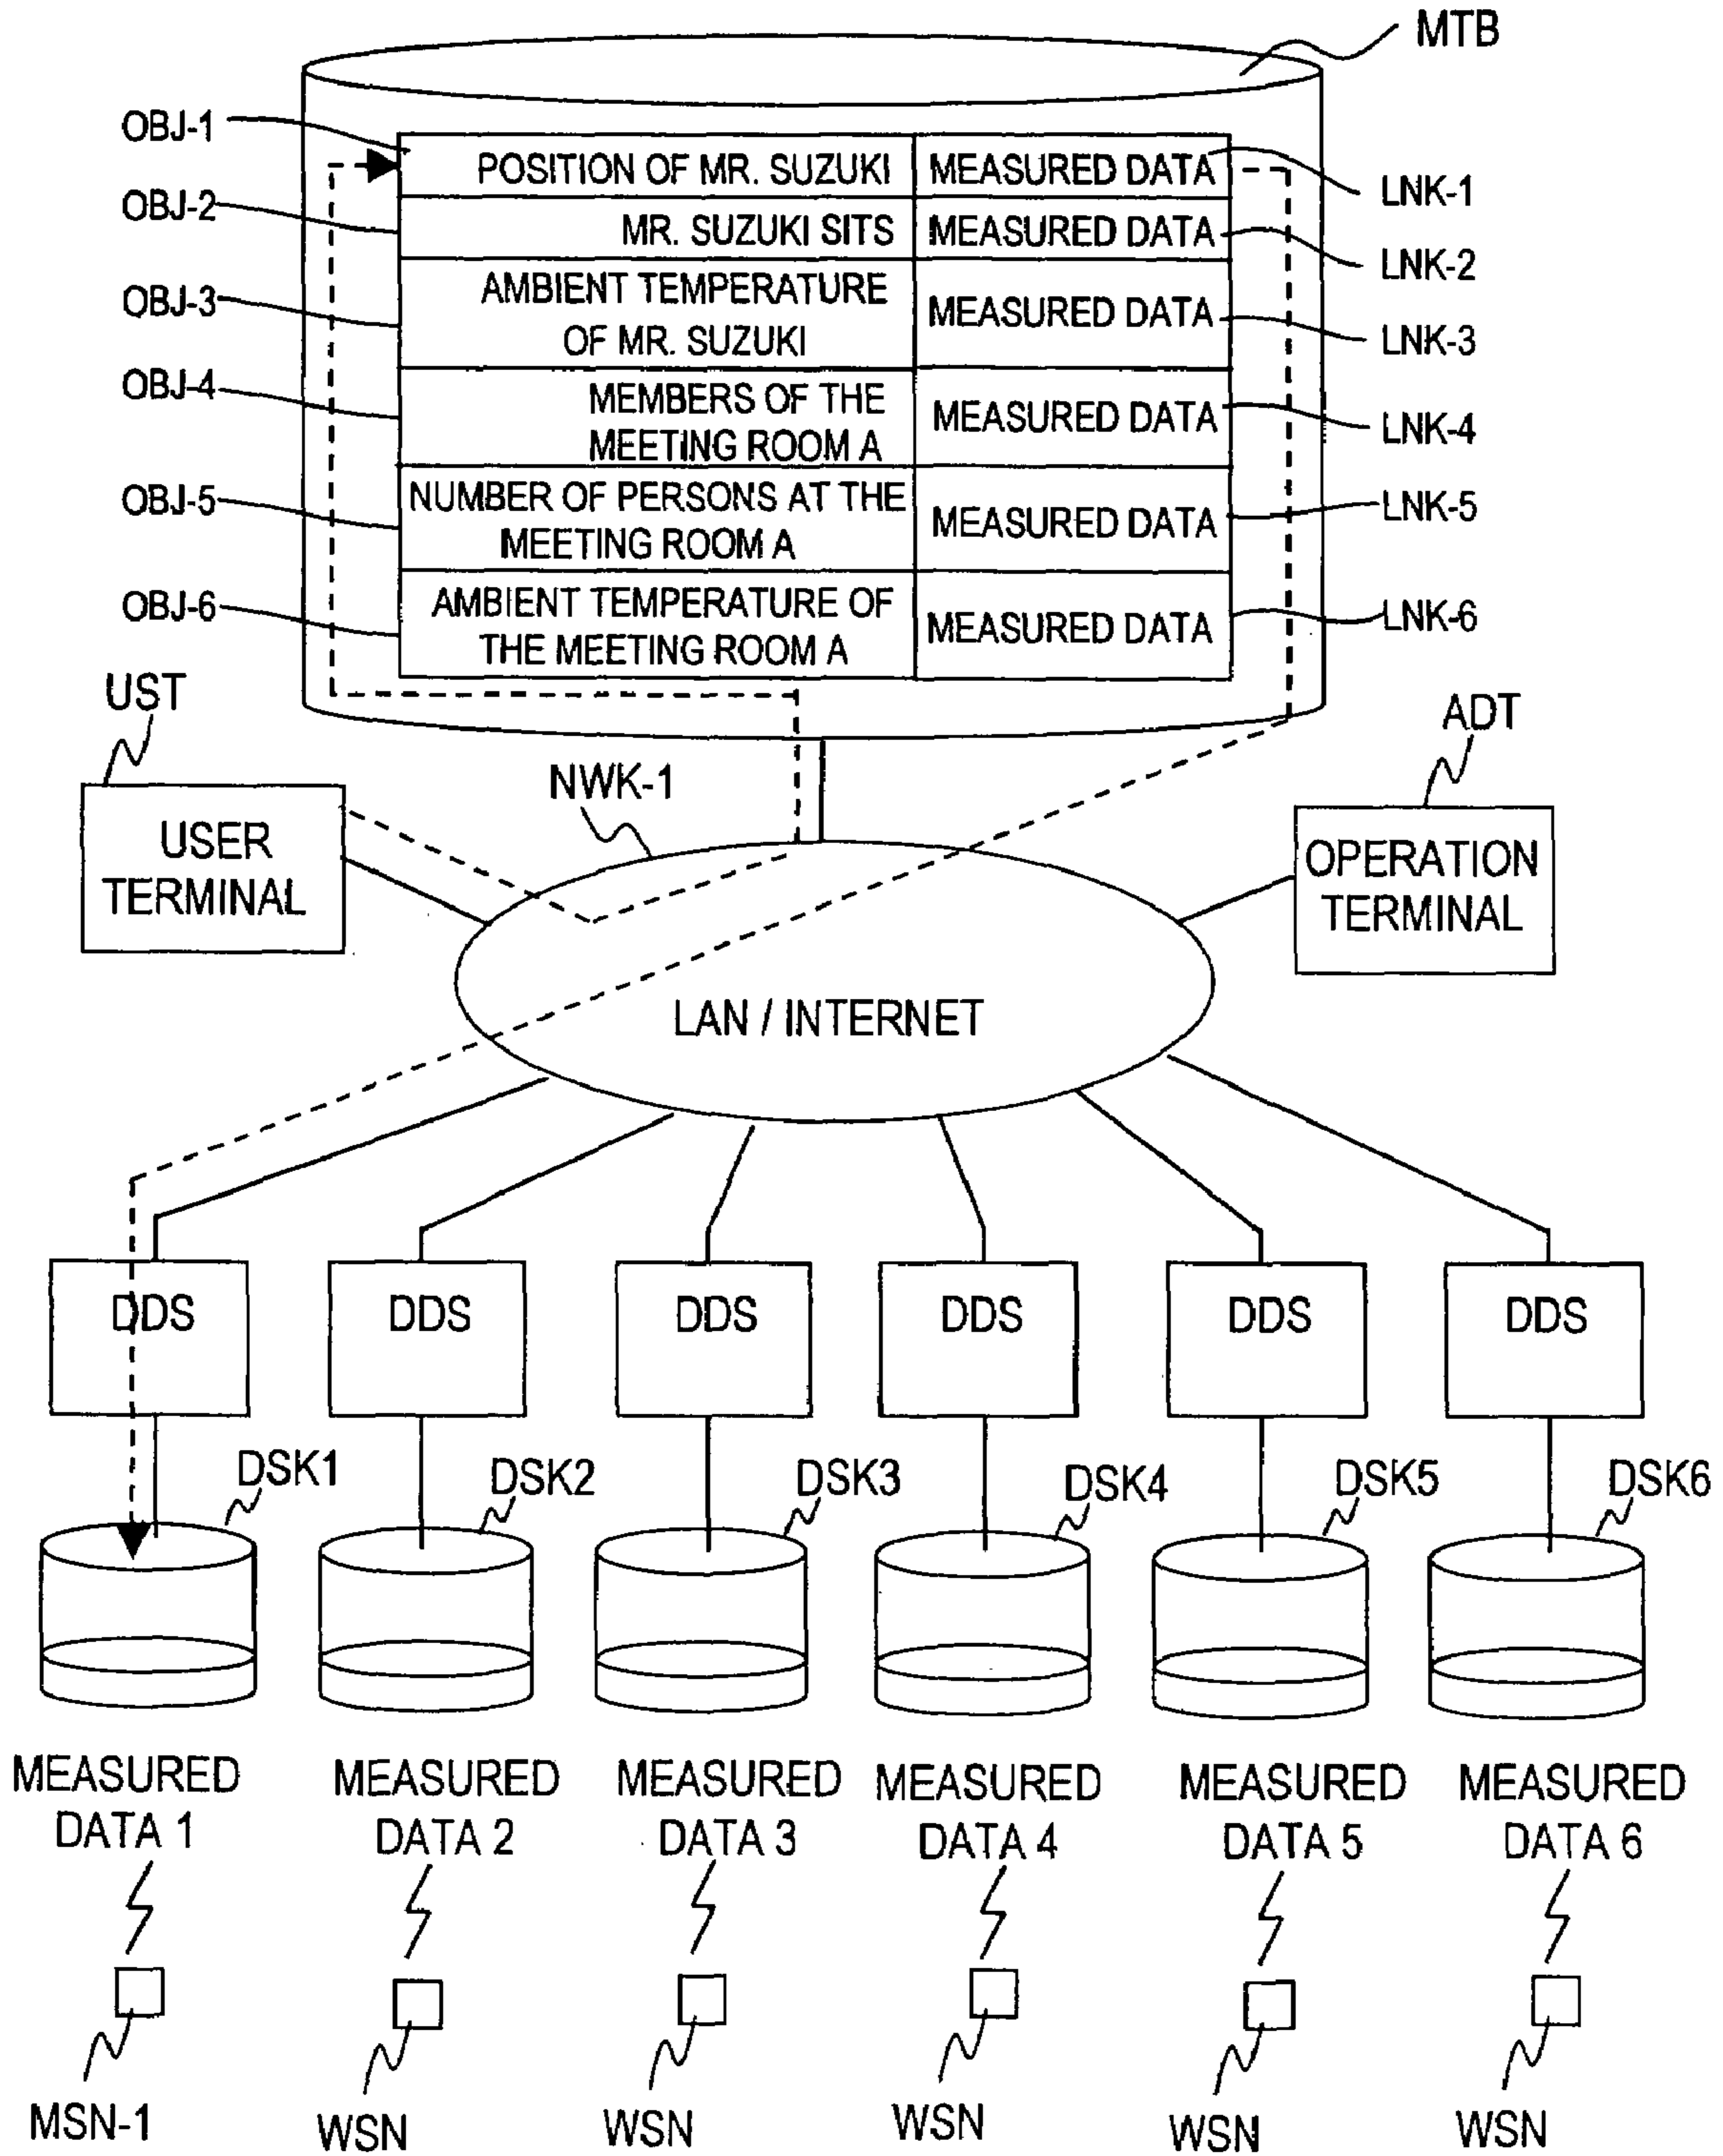 MTB
OBJ-1
POSITION OF MR. SUZUKI
MEASURED DATA
LNK-1
OBJ-2
MR. SUZUKI SITS
MEASURED DATA
LNK-2
OBJ-3
AMBIENT TEMPERATURE
OF MR. SUZUKI
MEASURED DATA
LNK-3
OBJ-4
MEMBERS OF THE
MEETING ROOM A
MEASURED DATA
LNK-4
OBJ-5
NUMBER OF PERSONS AT THE
MEETING ROOM A
MEASURED DATA
LNK-5
OBJ-6
AMBIENT TEMPERATURE OF
THE MEETING ROOM A
MEASURED DATA
LNK-6
UST
USER
TERMINAL
NWK-1
ADT
OPERATION
TERMINAL
LAN / INTERNET
DDS
DDS
DDS
DDS
DDS
DDS
DSK1
DSK2
DSK3
DSK4
DSK5
DSK6
MEASURED
DATA 1
MEASURED
DATA 2
MEASURED
DATA 3
MEASURED
DATA 4
MEASURED
DATA 5
MEASURED
DATA 6
MSN-1
WSN
WSN
WSN
WSN
WSN